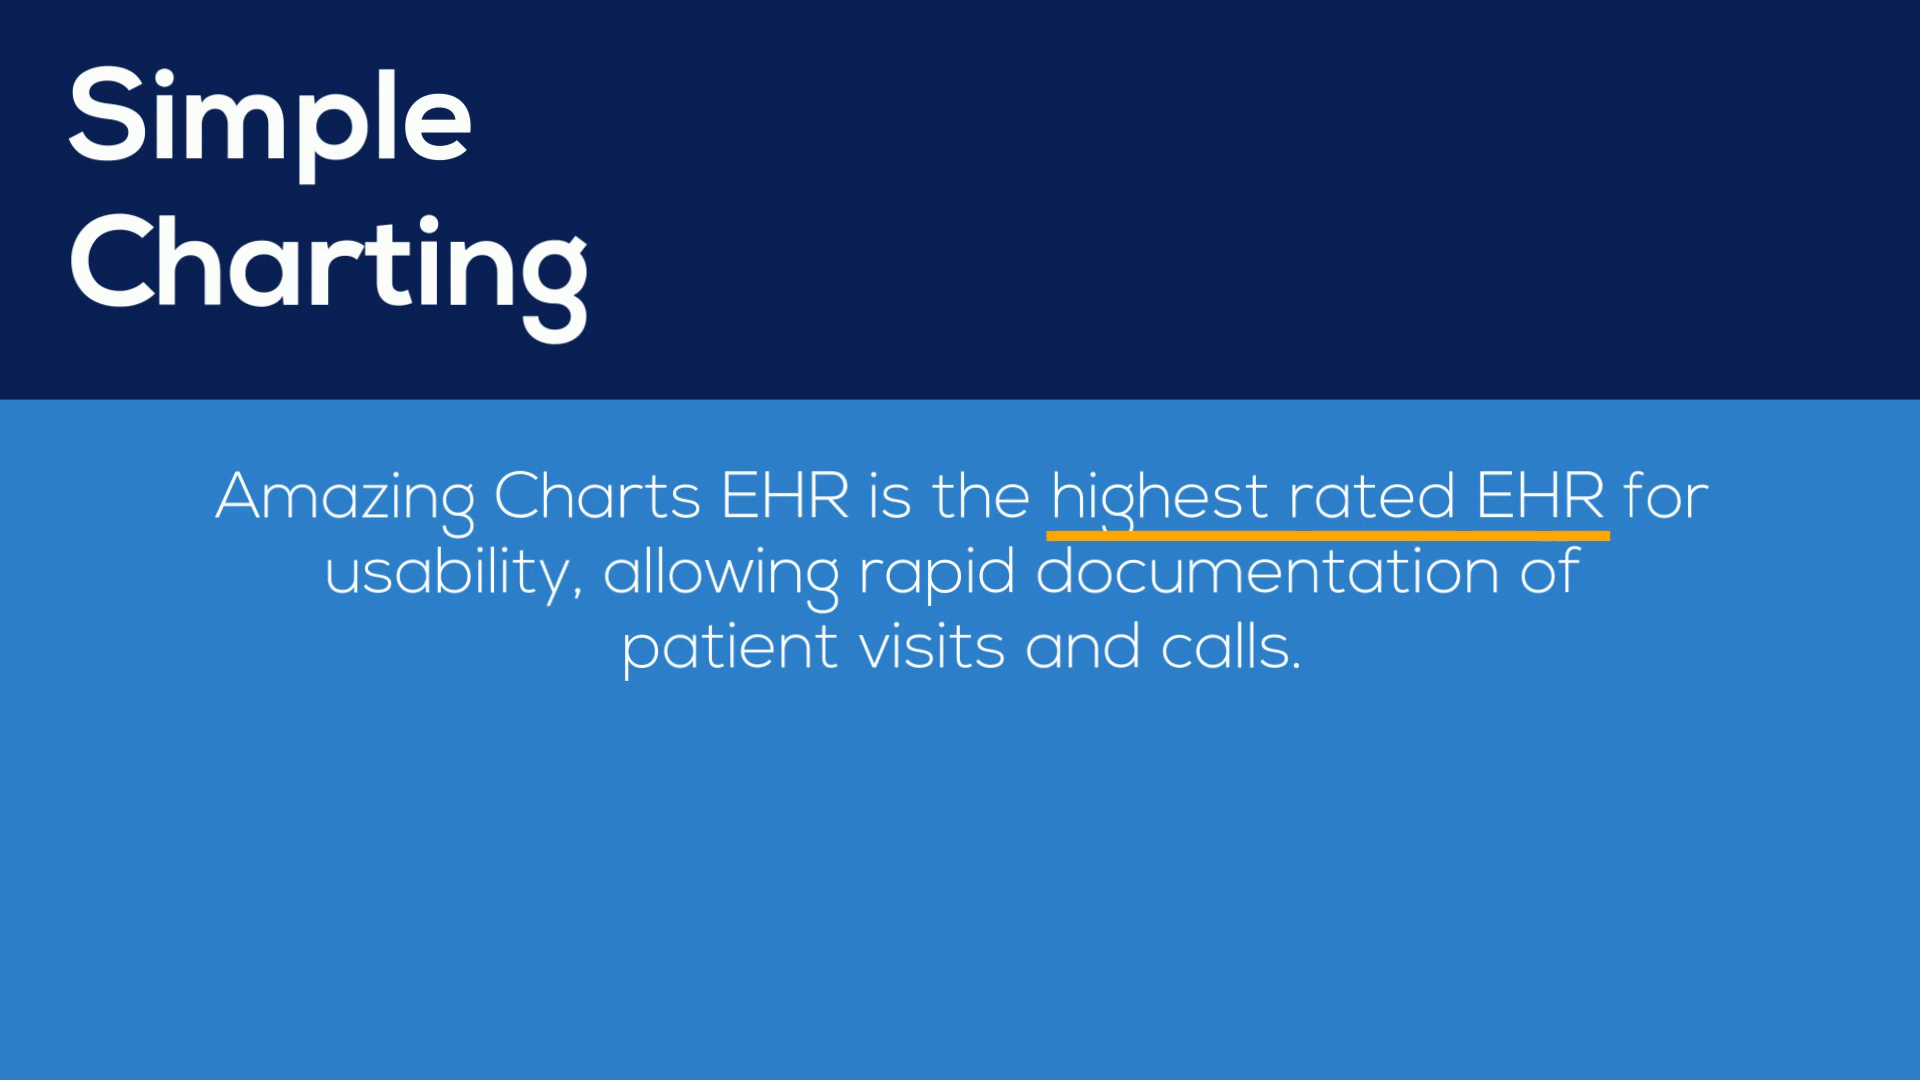 Simple
Charting
Amazing Charts EHR is the highest rated EHR for
usability, allowing rapid documentation of
patient visits and calls.